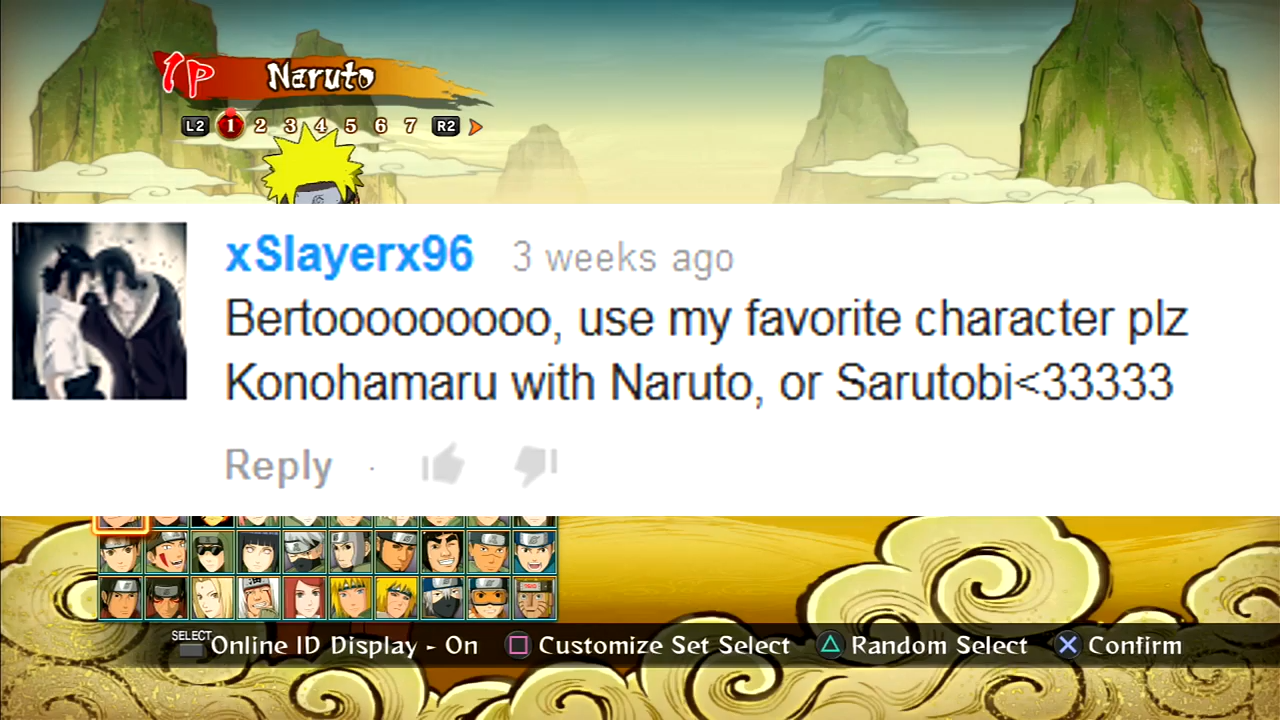 1P Naruto
L2 1 2 3 4 5 6 7 R2
xSlayerx96 3 weeks ago
Bertooooooooo, use my favorite character plz
Konohamaru with Naruto, or Sarutobi<33333
Reply ·
SELECT Online ID Display - On Customize Set Select Random Select Confirm